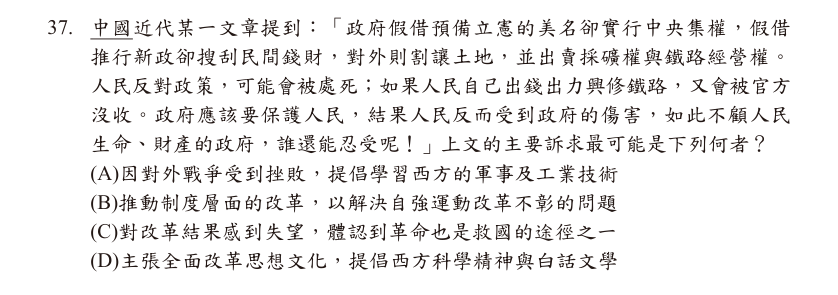 37. 中國近代某一文章提到：「政府假借預備立憲的美名卻實行中央集權，假借
推行新政卻搜刮民間錢財，對外則割讓土地，並出賣採礦權與鐵路經營權。
人民反對政策，可能會被處死；如果人民自己出錢出力興修鐵路，又會被官方
沒收。政府應該要保護人民，結果人民反而受到政府的傷害，如此不顧人民
生命、財產的政府，誰還能忍受呢！」上文的主要訴求最可能是下列何者？
(A)因對外戰爭受到挫敗，提倡學習西方的軍事及工業技術
(B)推動制度層面的改革，以解決自強運動改革不彰的問題
(C)對改革結果感到失望，體認到革命也是救國的途徑之一
(D)主張全面改革思想文化，提倡西方科學精神與白話文學